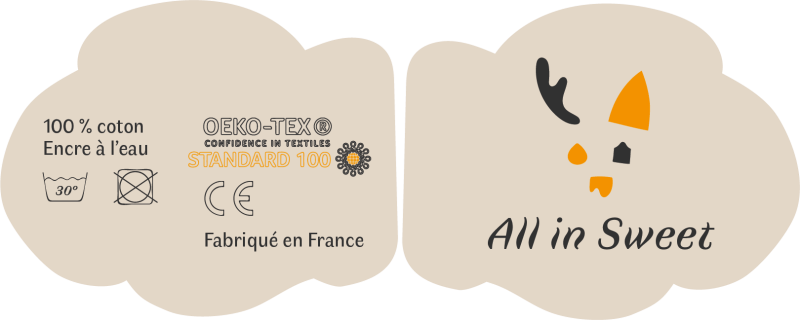 100 % coton
Encre à l'eau
30°
OEKO-TEX®
CONFIDENCE IN TEXTILES
STANDARD 100
CE
Fabriqué en France
All in Sweet